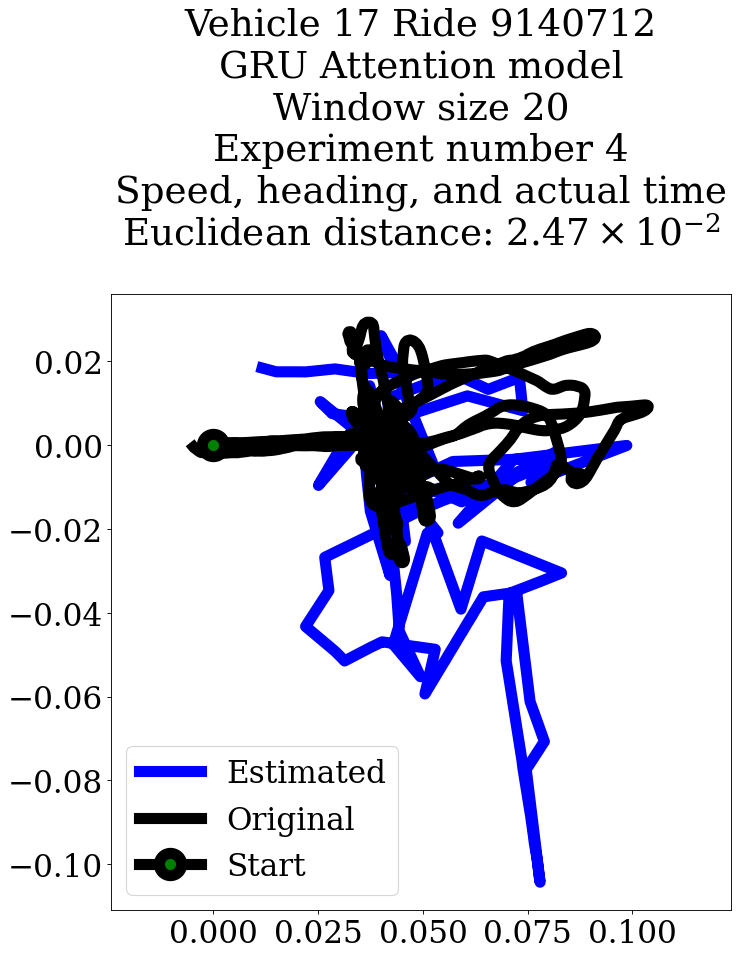 Vehicle 17 Ride 9140712
GRU Attention model
Window size 20
Experiment number 4
Speed, heading, and actual time
Euclidean distance: 2.47 × 10⁻²
0.02
0.00
−0.02
−0.04
−0.06
−0.08
−0.10
Estimated
Original
Start
0.000 0.025 0.050 0.075 0.100